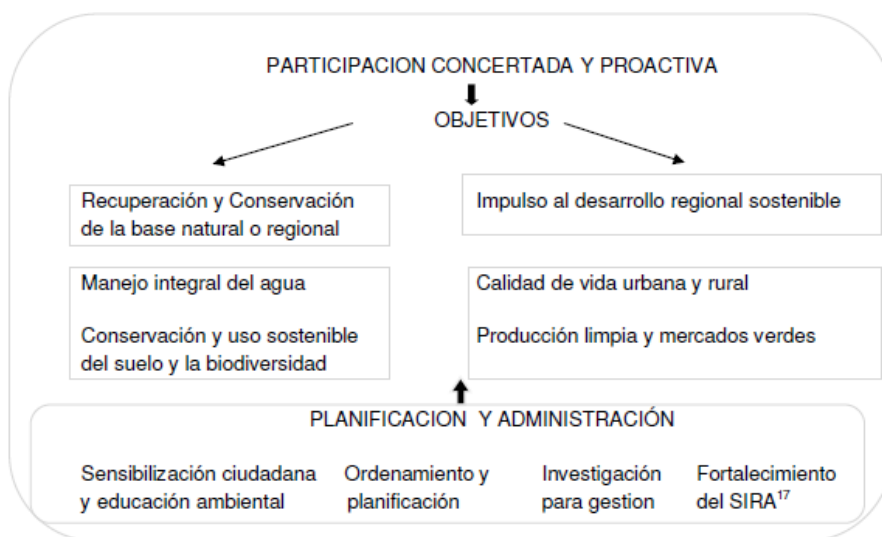 PARTICIPACION CONCERTADA Y PROACTIVA
OBJETIVOS
Recuperación y Conservación
de la base natural o regional
Impulso al desarrollo regional sostenible
Manejo integral del agua
Conservación y uso sostenible
del suelo y la biodiversidad
Calidad de vida urbana y rural
Producción limpia y mercados verdes
PLANIFICACION Y ADMINISTRACIÓN
Sensibilización ciudadana
y educación ambiental
Ordenamiento y
planificación
Investigación
para gestion
Fortalecimiento
del SIRA17